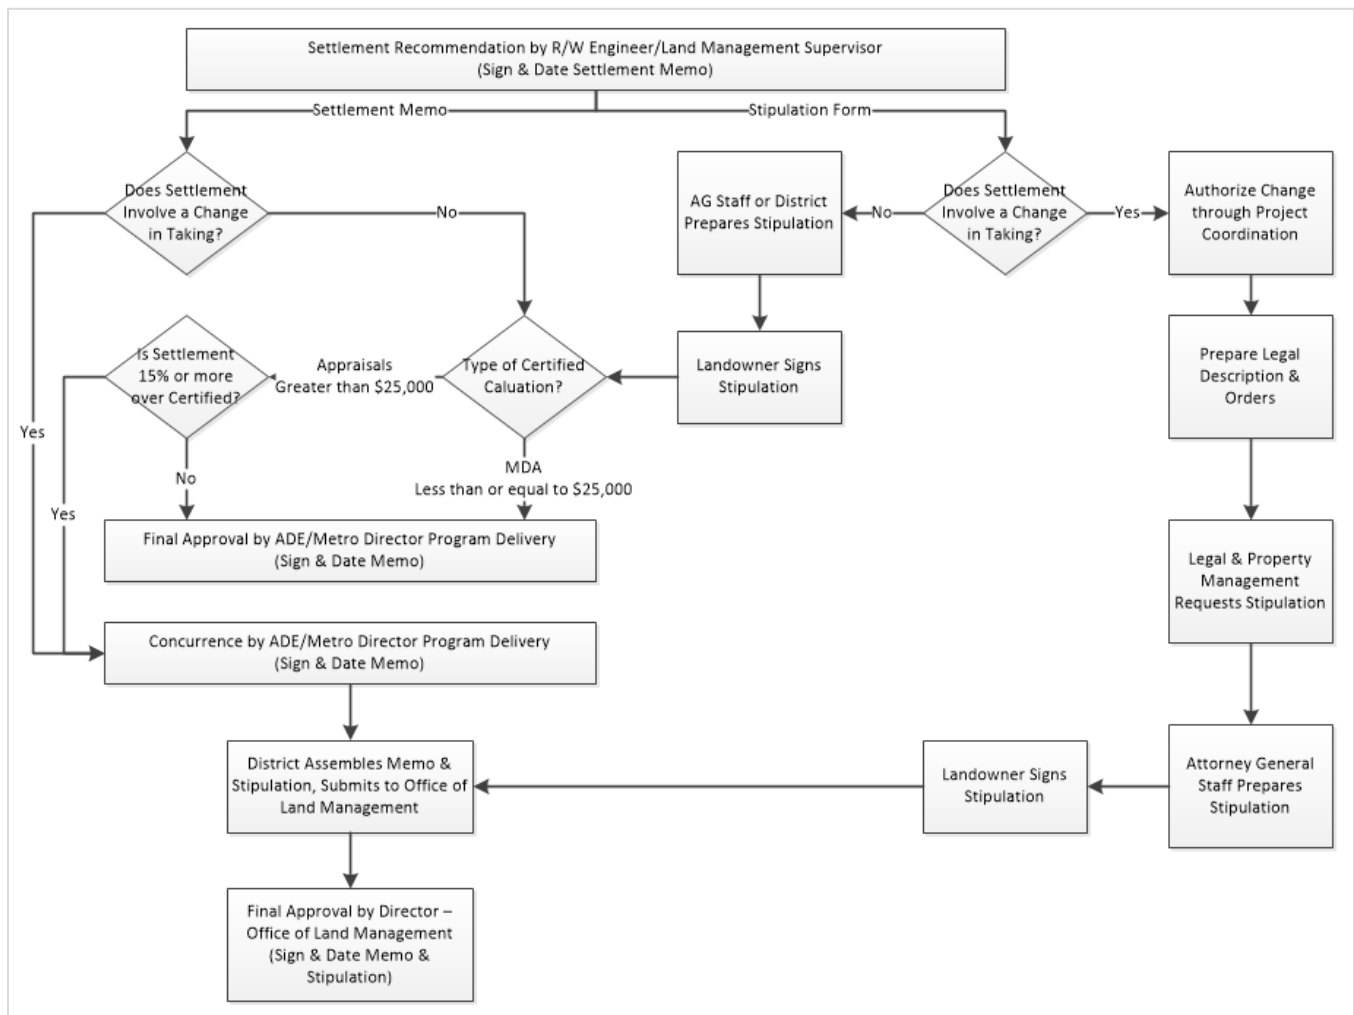 Settlement Recommendation by R/W Engineer/Land Management Supervisor
(Sign & Date Settlement Memo)
Settlement Memo
Stipulation Form
Does Settlement
Involve a Change
in Taking?
No
AG Staff or District
Prepares Stipulation
No
Does Settlement
Involve a Change
in Taking?
Yes
Authorize Change
through Project
Coordination
Is Settlement
15% or more
over Certified?
Appraisals
Greater than $25,000
Type of Certified
Caluation?
Landowner Signs
Stipulation
Prepare Legal
Description &
Orders
Yes
No
MDA
Less than or equal to $25,000
Yes
Final Approval by ADE/Metro Director Program Delivery
(Sign & Date Memo)
Legal & Property
Management
Requests Stipulation
Concurrence by ADE/Metro Director Program Delivery
(Sign & Date Memo)
District Assembles Memo &
Stipulation, Submits to Office of
Land Management
Landowner Signs
Stipulation
Attorney General
Staff Prepares
Stipulation
Final Approval by Director –
Office of Land Management
(Sign & Date Memo &
Stipulation)